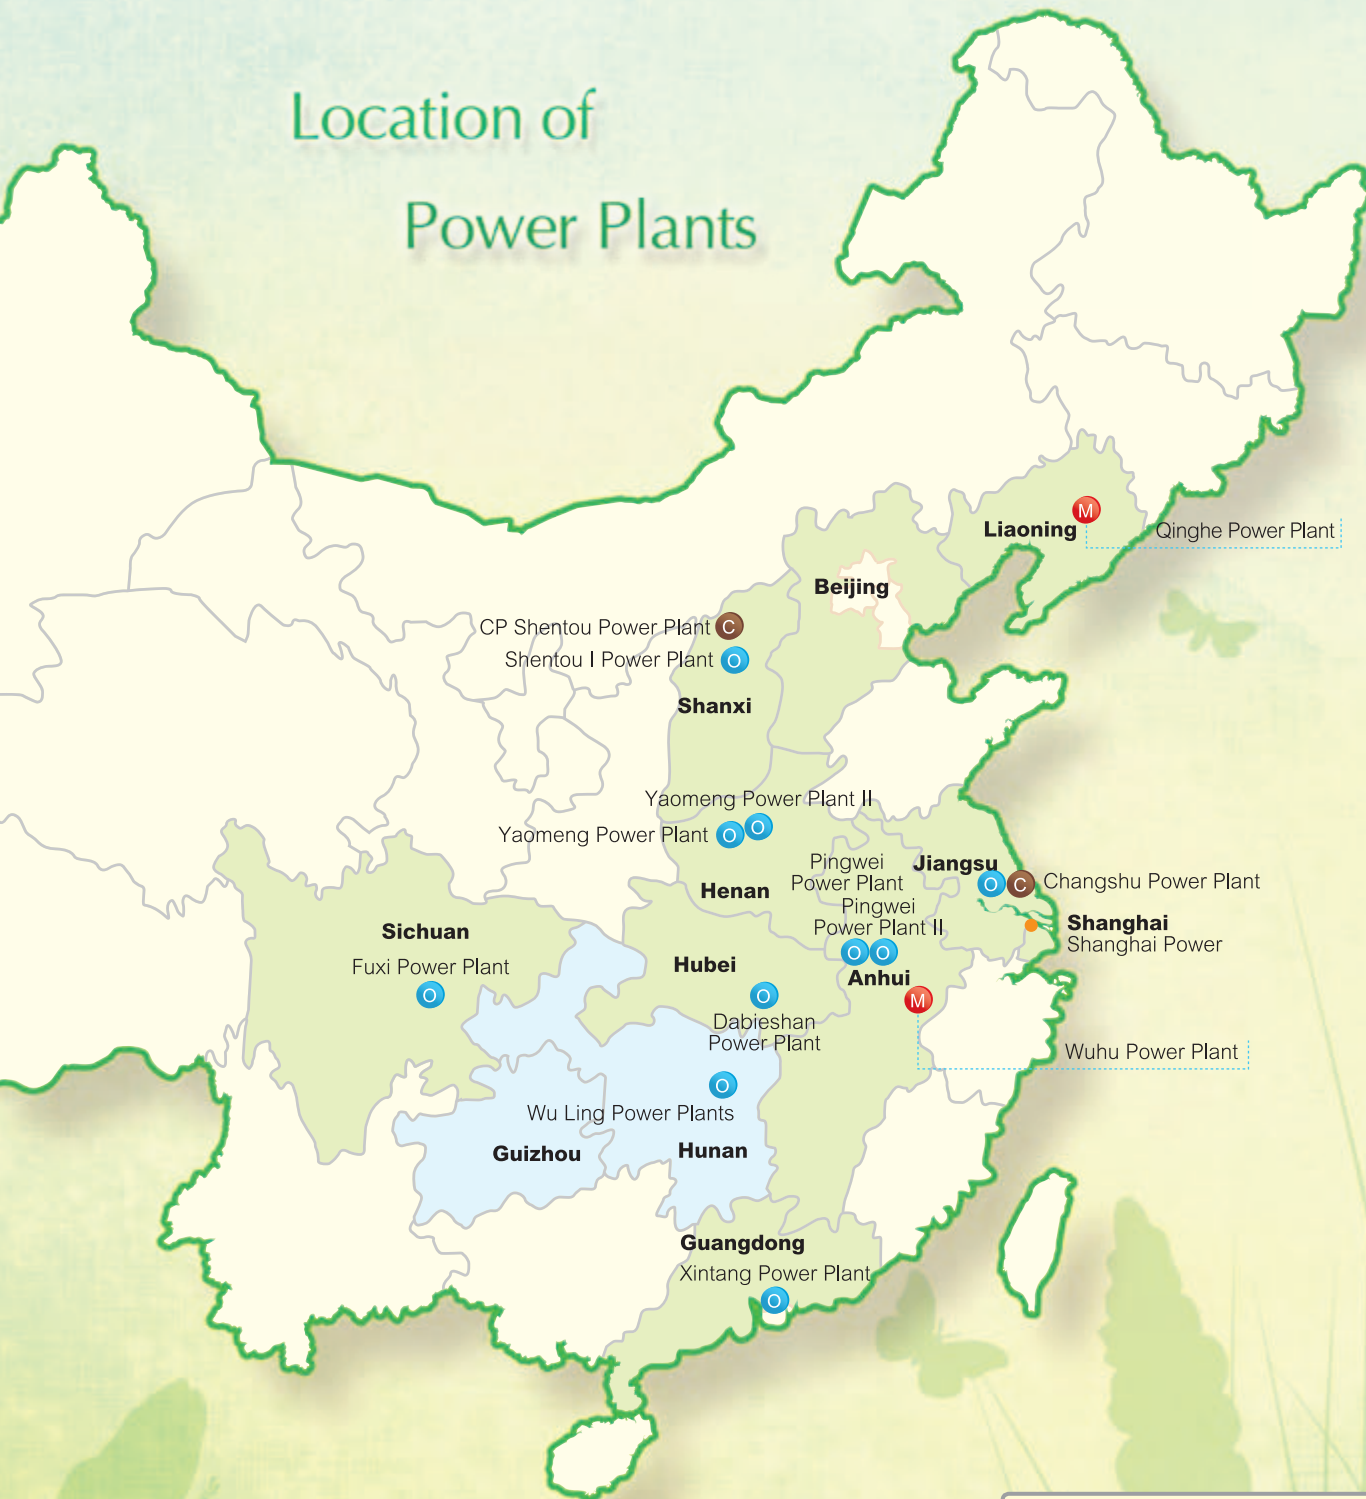 Location of
Power Plants
Liaoning
M
Qinghe Power Plant
Beijing
CP Shentou Power Plant
C
Shentou I Power Plant
O
Shanxi
Yaomeng Power Plant II
O
Yaomeng Power Plant
O
Pingwei
Power Plant
Jiangsu
O
C
Changshu Power Plant
Henan
Pingwei
Power Plant II
O
O
Shanghai
Shanghai Power
Sichuan
Fuxi Power Plant
O
Hubei
O
Dabieshan
Power Plant
Anhui
M
Wuhu Power Plant
O
Wu Ling Power Plants
Guizhou
Hunan
Guangdong
Xintang Power Plant
O